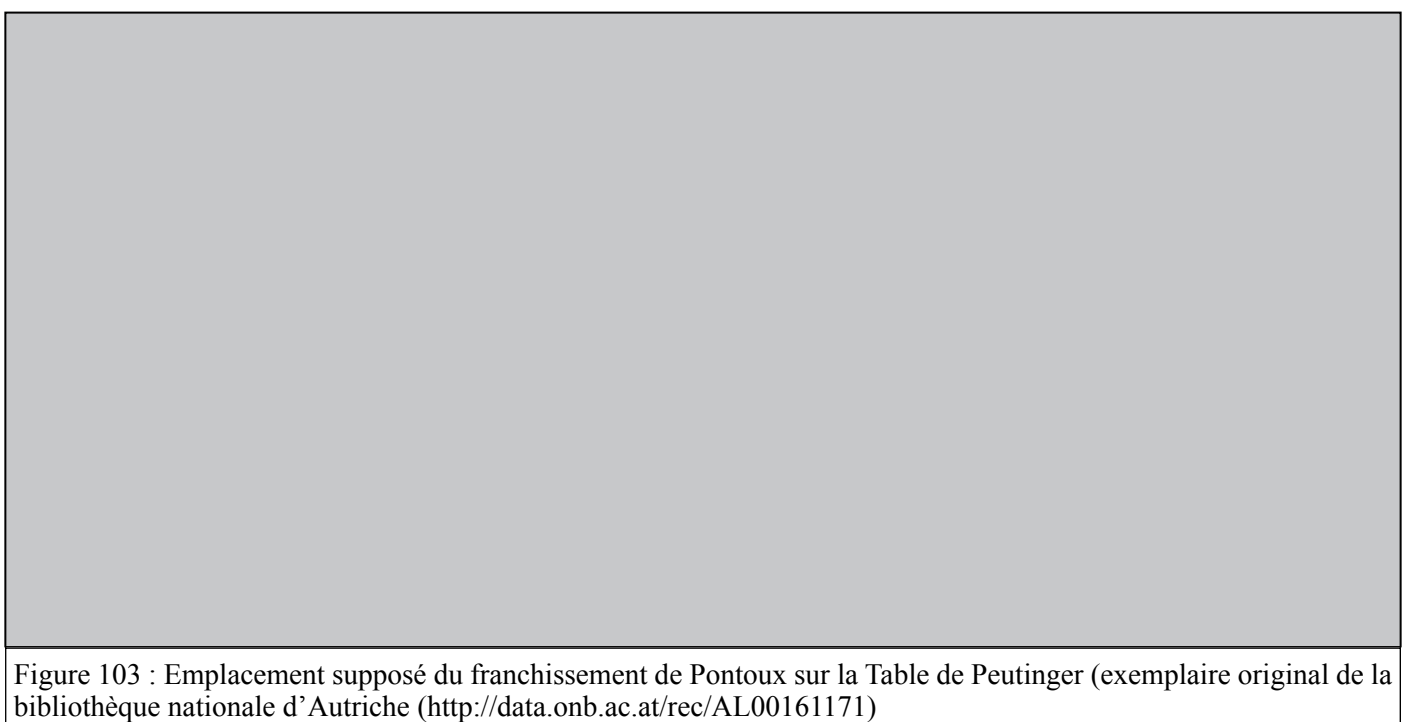 Figure 103 : Emplacement supposé du franchissement de Pontoux sur la Table de Peutinger (exemplaire original de la
bibliothèque nationale d’Autriche (http://data.onb.ac.at/rec/AL00161171)